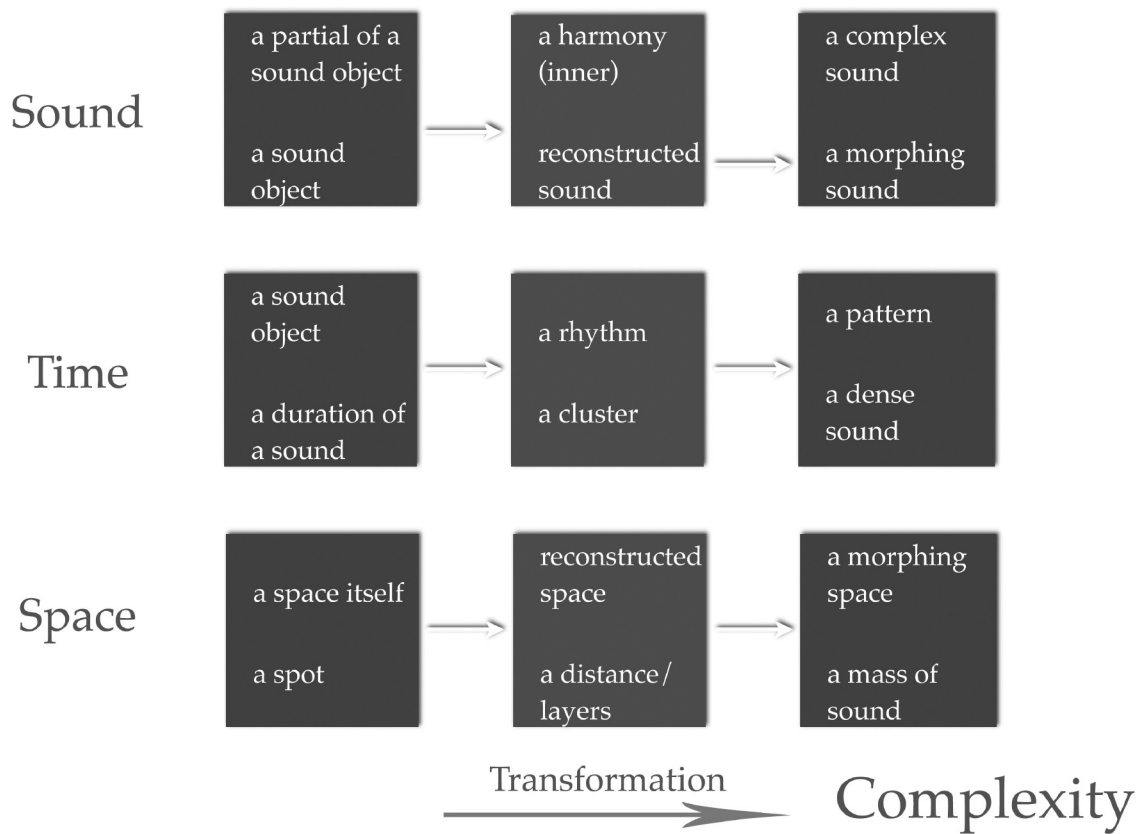 Sound
a partial of a
sound object
a sound
object
a harmony
(inner)
reconstructed
sound
a complex
sound
a morphing
sound
Time
a sound
object
a duration of
a sound
a rhythm
a cluster
a pattern
a dense
sound
Space
a space itself
a spot
reconstructed
space
a distance/
layers
a morphing
space
a mass of
sound
Transformation
Complexity